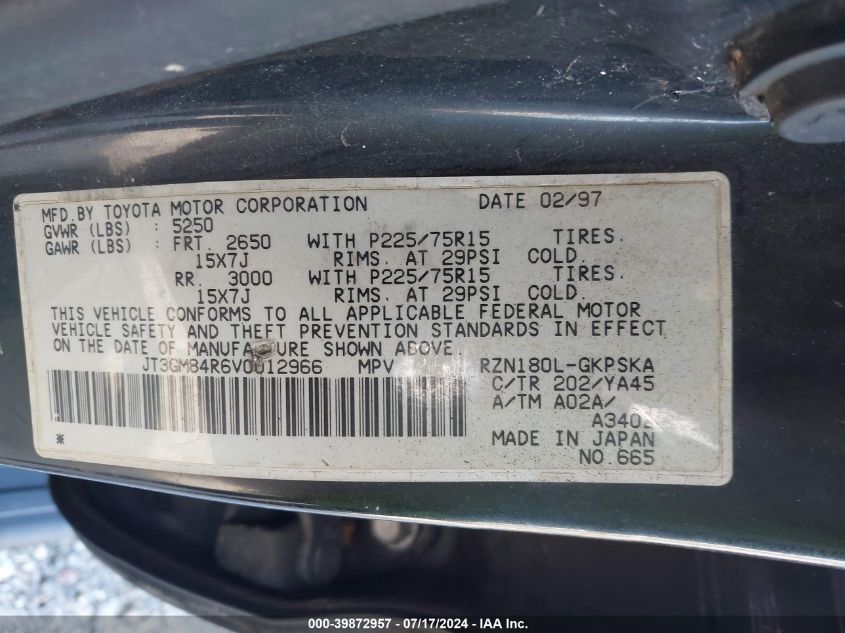 MFD.BY TOYOTA MOTOR CORPORATION DATE 02/97
GVWR (LBS) : 5250
GAWR (LBS) : FRT. 2650 WITH P225/75R15 TIRES.
15X7J RIMS. AT 29PSI COLD.
RR. 3000 WITH P225/75R15 TIRES.
15X7J RIMS. AT 29PSI COLD.
THIS VEHICLE CONFORMS TO ALL APPLICABLE FEDERAL MOTOR
VEHICLE SAFETY AND THEFT PREVENTION STANDARDS IN EFFECT
ON THE DATE OF MANUFACTURE SHOWN ABOVE.
JT3GM84R6V0012966 MPV RZN180L-GKPSKA
C/TR 202/YA45
A/TM A02A/
A340E
MADE IN JAPAN
NO.665
000-39872957 / 07/17/2024 - IAA Inc.